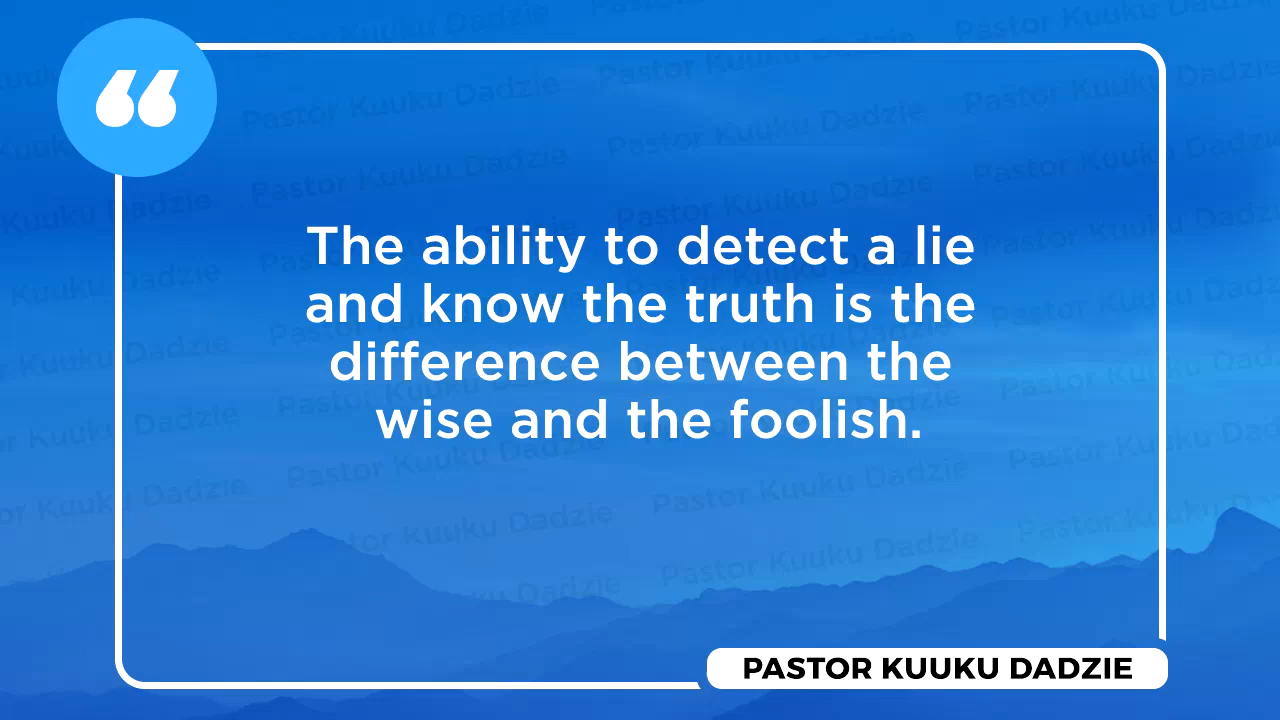 The ability to detect a lie
and know the truth is the
difference between the
wise and the foolish.
PASTOR KUUKU DADZIE